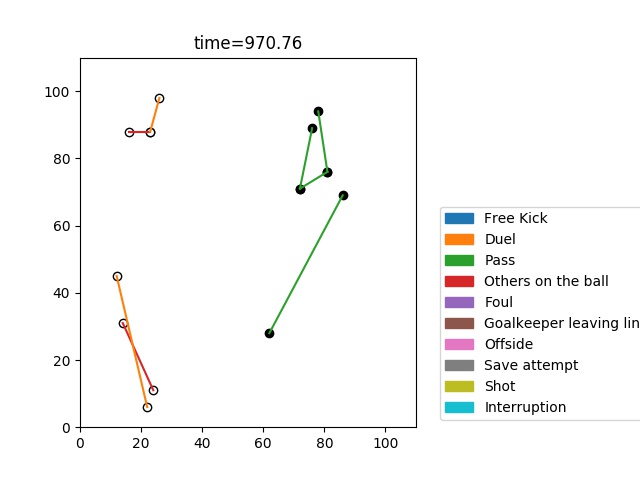 time=970.76
100
80
60
40
20
0
0 20 40 60 80 100
Free Kick
Duel
Pass
Others on the ball
Foul
Goalkeeper leaving lin
Offside
Save attempt
Shot
Interruption